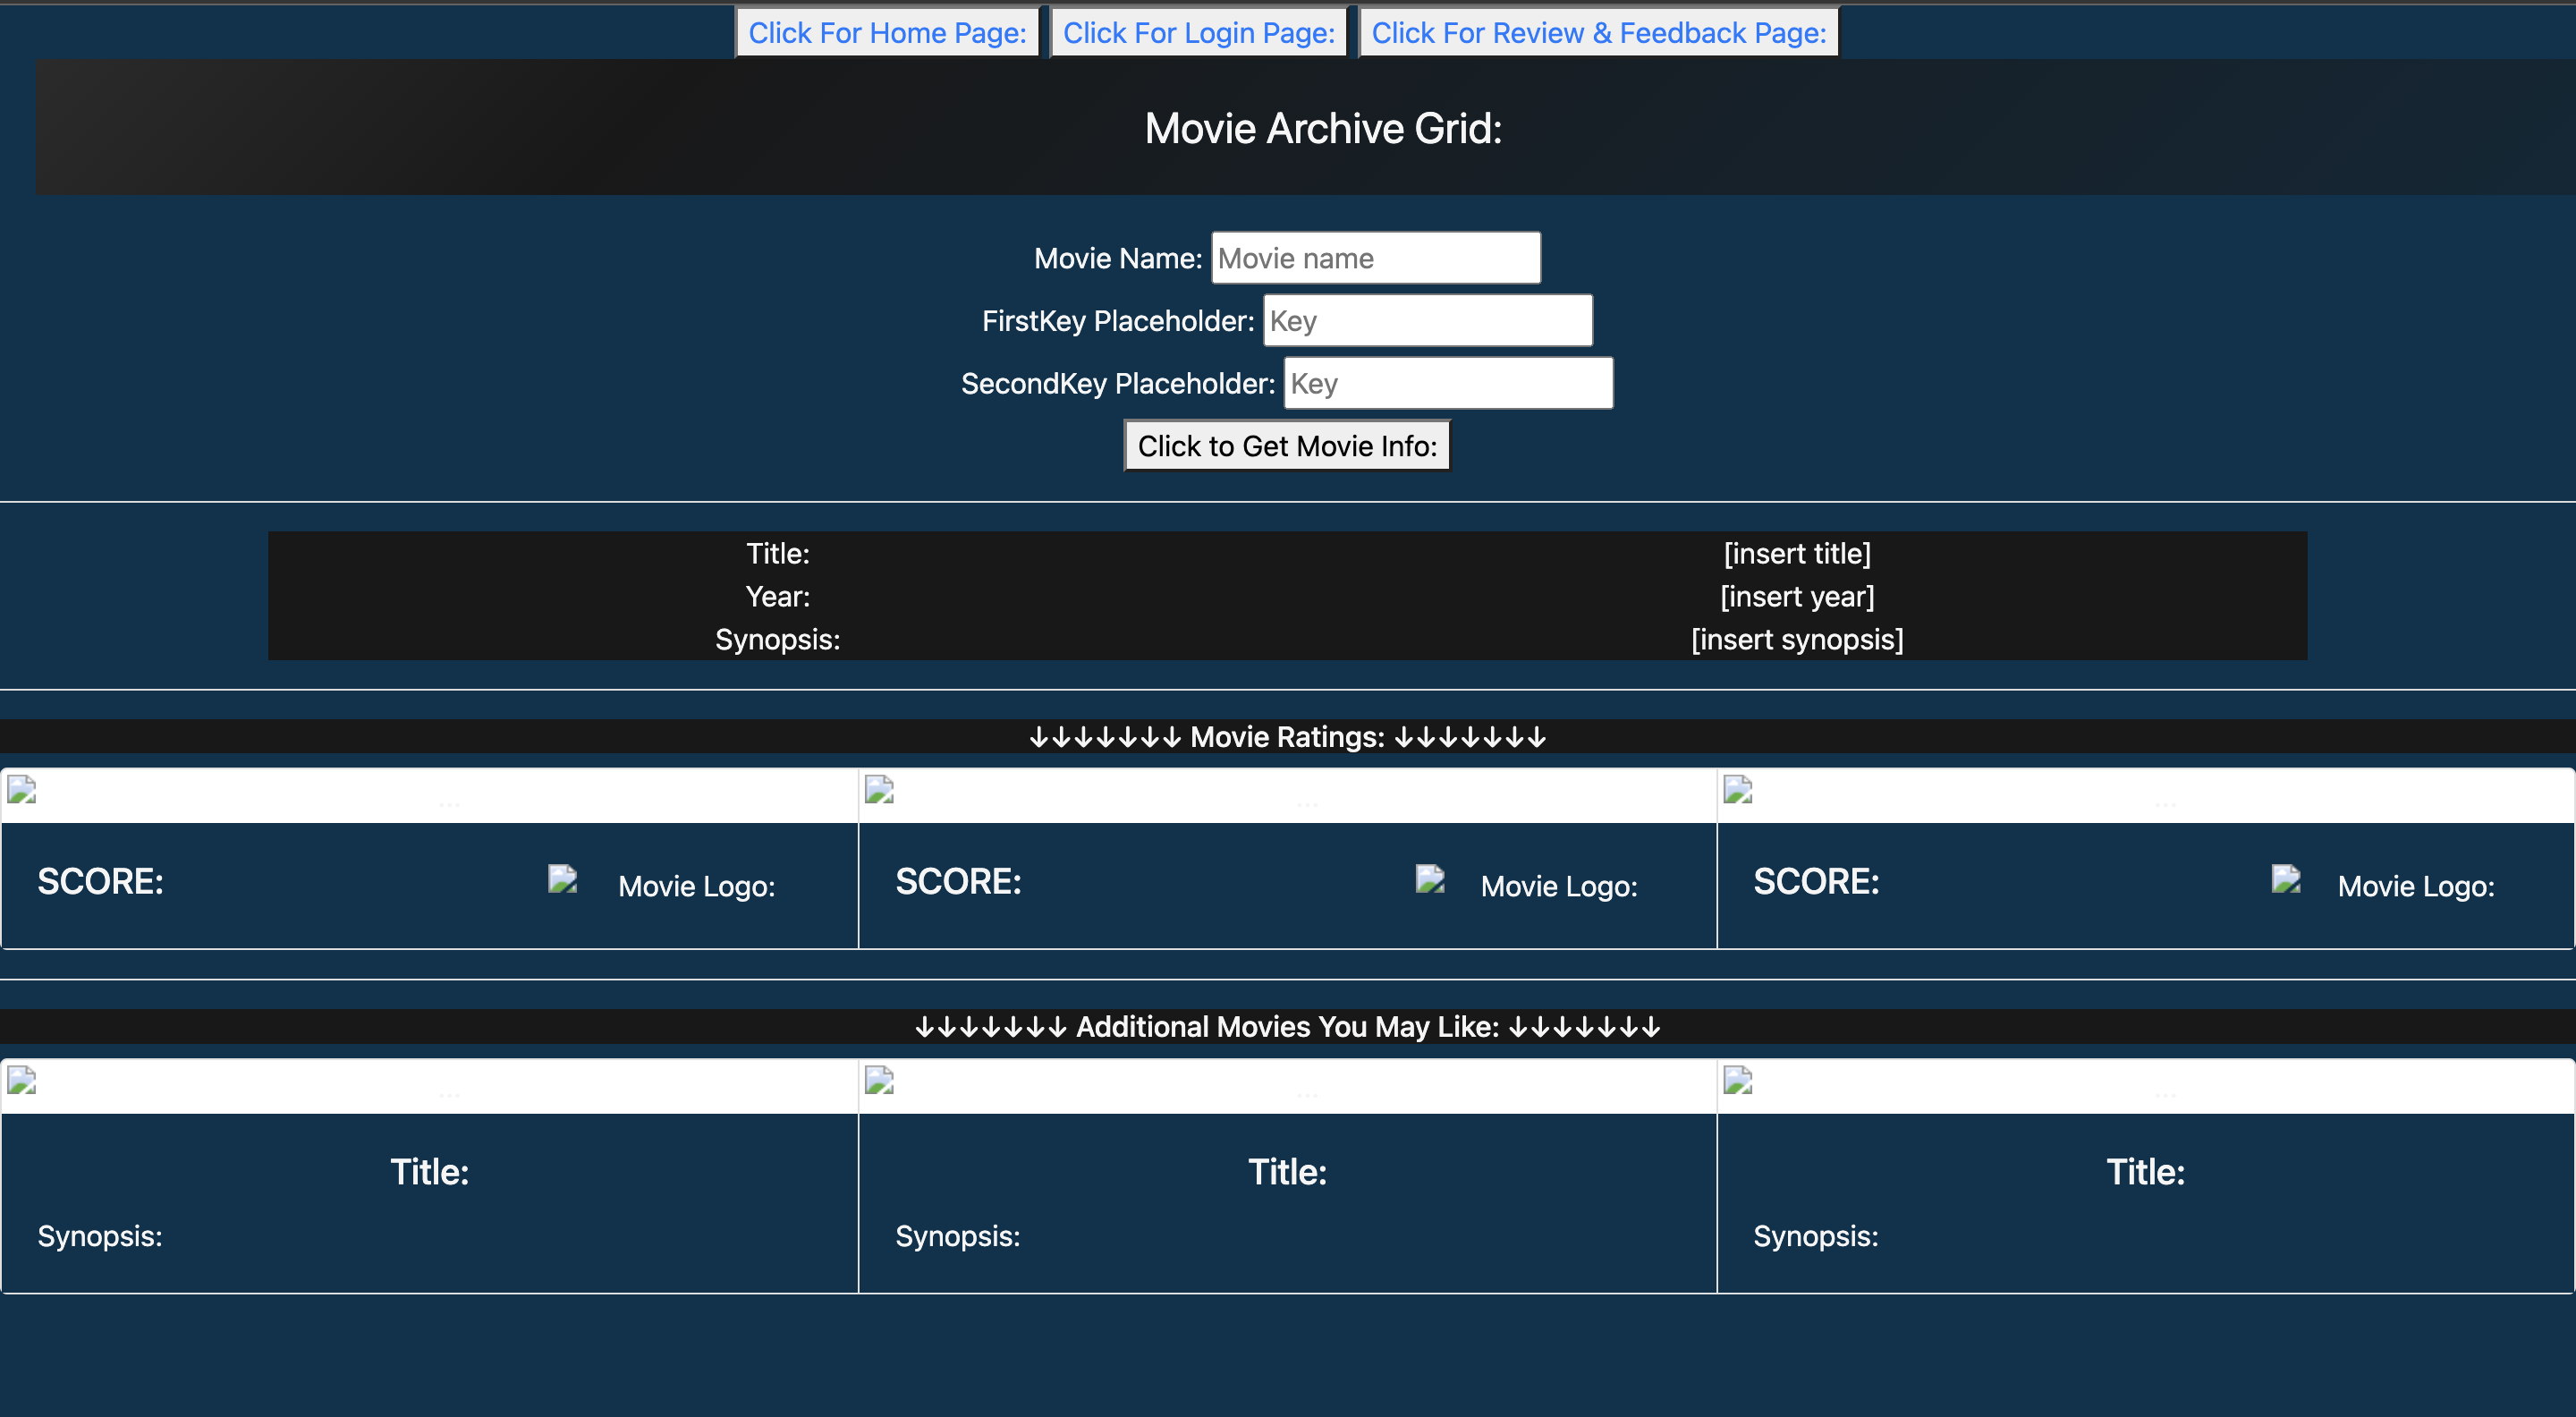 Click For Home Page: Click For Login Page: Click For Review & Feedback Page:
Movie Archive Grid:
Movie Name: Movie name
FirstKey Placeholder: Key
SecondKey Placeholder: Key
Click to Get Movie Info:
Title: [insert title]
Year: [insert year]
Synopsis: [insert synopsis]
↓↓↓↓↓↓↓ Movie Ratings: ↓↓↓↓↓↓↓
... ... ...
SCORE: Movie Logo: SCORE: Movie Logo: SCORE: Movie Logo:
↓↓↓↓↓↓↓ Additional Movies You May Like: ↓↓↓↓↓↓↓
... ... ...
Title: Title: Title:
Synopsis: Synopsis: Synopsis: